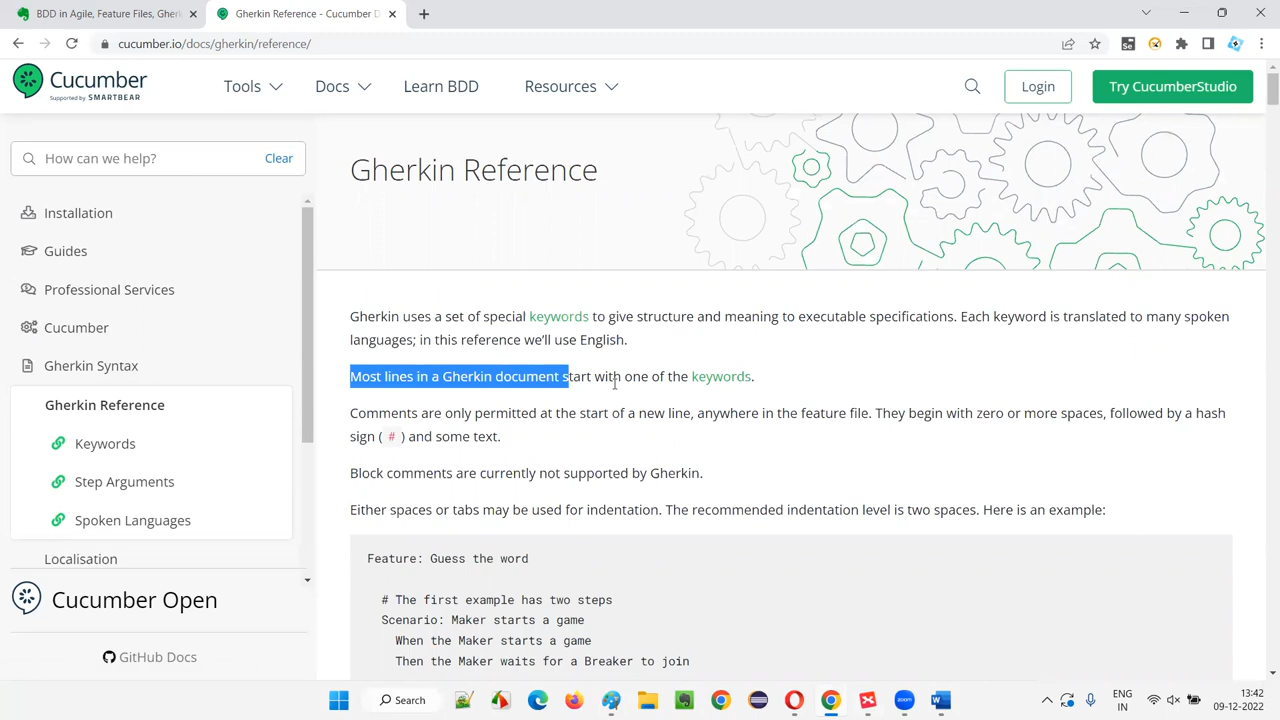 BDD in Agile, Feature Files, Gherk
Gherkin Reference - Cucumber D
cucumber.io/docs/gherkin/reference/
Cucumber
Supported by SMARTBEAR
Tools
Docs
Learn BDD
Resources
Login
Try CucumberStudio
How can we help?
Clear
Installation
Guides
Professional Services
Cucumber
Gherkin Syntax
Gherkin Reference
Keywords
Step Arguments
Spoken Languages
Localisation
Cucumber Open
GitHub Docs
Gherkin Reference
Gherkin uses a set of special keywords to give structure and meaning to executable specifications. Each keyword is translated to many spoken
languages; in this reference we'll use English.
Most lines in a Gherkin document start with one of the keywords.
Comments are only permitted at the start of a new line, anywhere in the feature file. They begin with zero or more spaces, followed by a hash
sign ( # ) and some text.
Block comments are currently not supported by Gherkin.
Either spaces or tabs may be used for indentation. The recommended indentation level is two spaces. Here is an example:
Feature: Guess the word
# The first example has two steps
Scenario: Maker starts a game
When the Maker starts a game
Then the Maker waits for a Breaker to join
Search
zoom
ENG
IN
13:42
09-12-2022